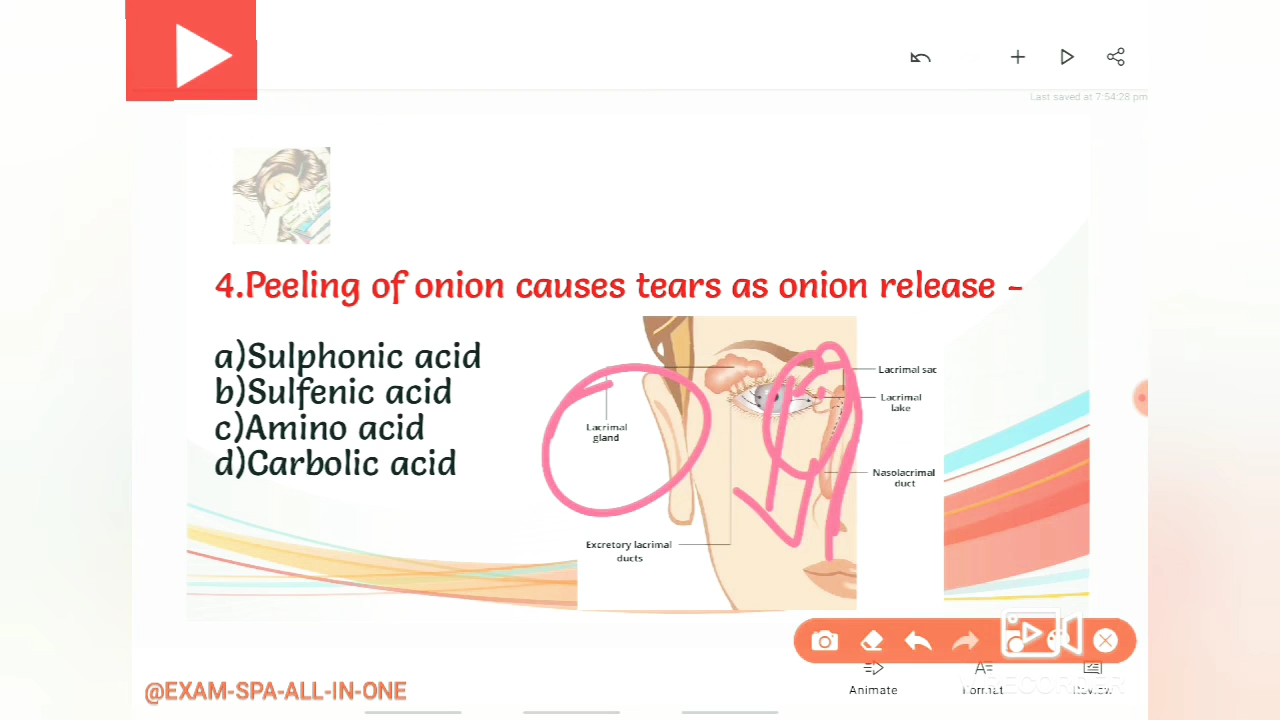 Last saved at 7:54:28 pm
4.Peeling of onion causes tears as onion release -
a)Sulphonic acid
b)Sulfenic acid
c)Amino acid
d)Carbolic acid
Lacrimal
gland
Excretory lacrimal
ducts
Lacrimal sac
Lacrimal
lake
Nasolacrimal
duct
Animate
Format
Review
@EXAM-SPA-ALL-IN-ONE